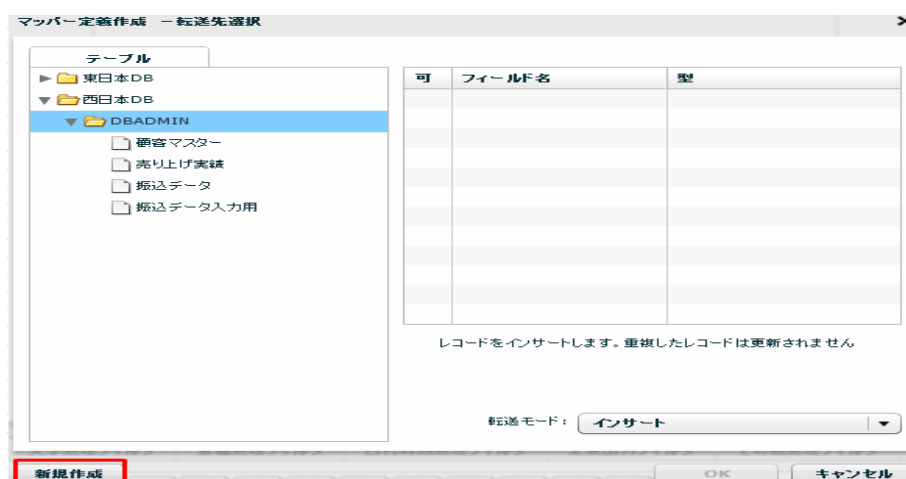 マッパー定義作成 －転送先選択
テーブル
東日本DB
西日本DB
DBADMIN
顧客マスター
売り上げ実績
振込データ
振込データ入力用
可 フィールド名 型
レコードをインサートします。重複したレコードは更新されません
転送モード： インサート
新規作成 OK キャンセル